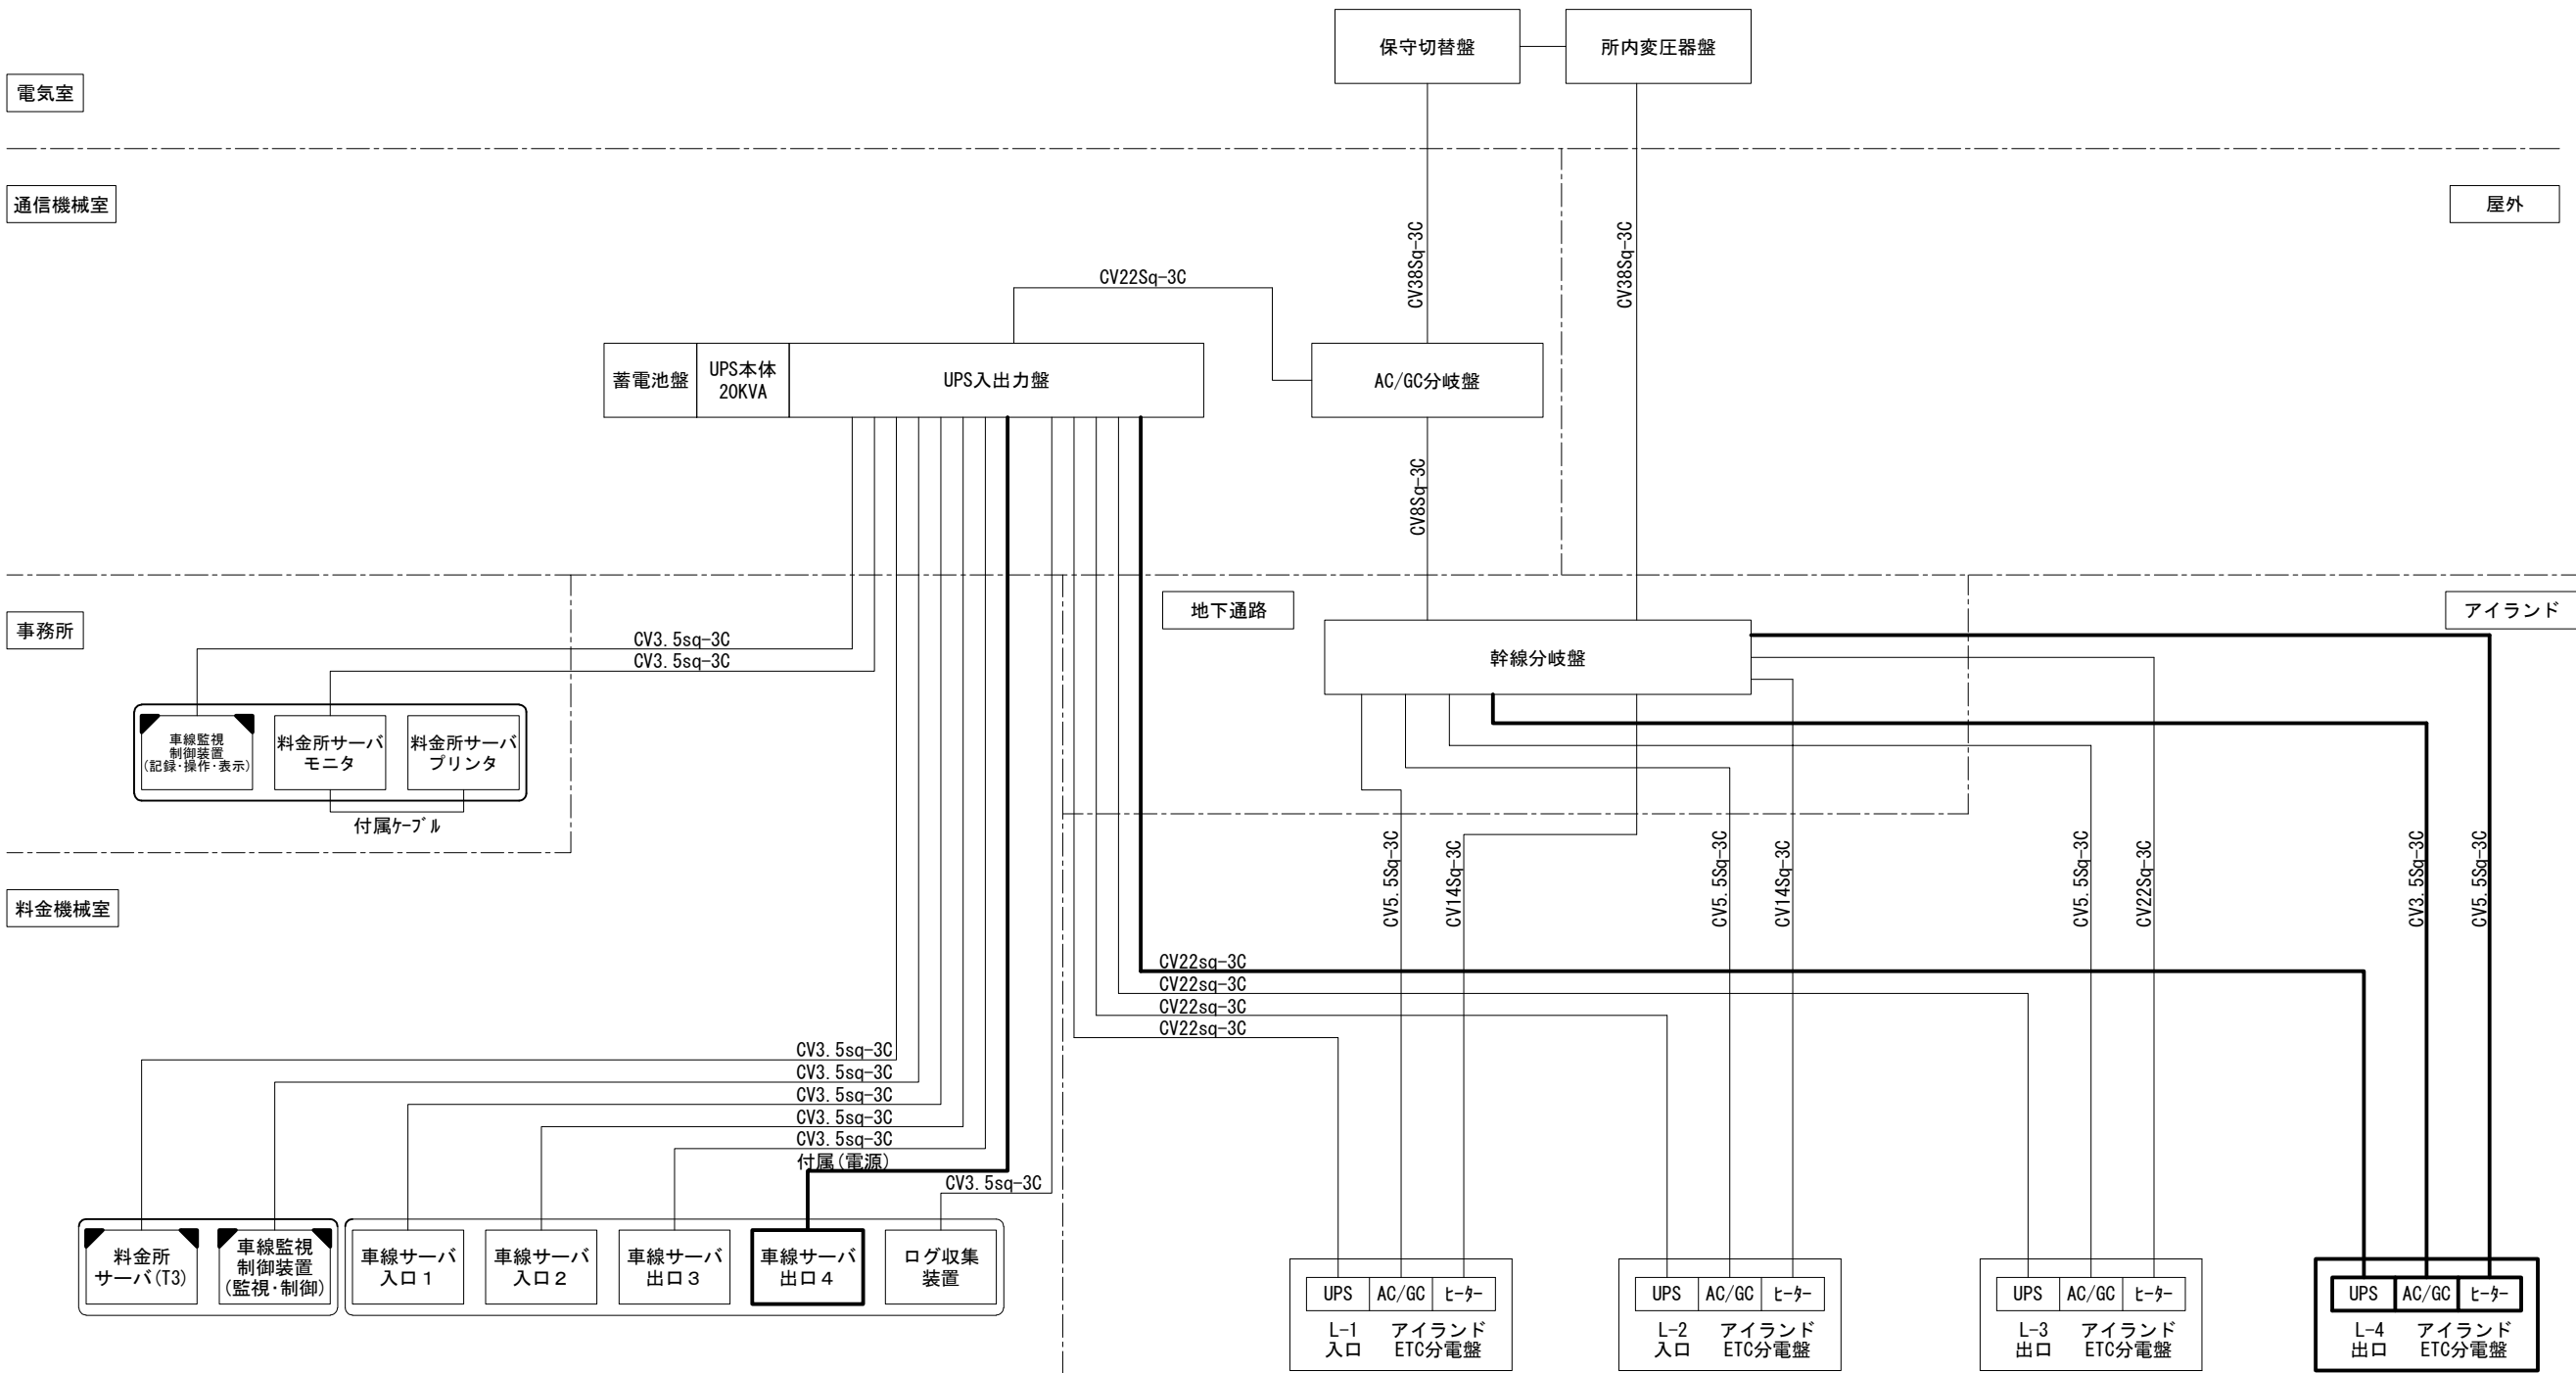 保守切替盤
所内変圧器盤
電気室
通信機械室
屋外
CV38Sq-3C
CV38Sq-3C
CV22Sq-3C
蓄電池盤
UPS本体
20KVA
UPS入出力盤
AC/GC分岐盤
CV8Sq-3C
事務所
地下通路
アイランド
CV3.5sq-3C
CV3.5sq-3C
幹線分岐盤
車線監視
制御装置
(記録･操作･表示)
料金所サーバ
モニタ
料金所サーバ
プリンタ
付属ｹｰﾌﾞﾙ
CV5.5Sq-3C
CV14Sq-3C
CV5.5Sq-3C
CV14Sq-3C
CV5.5Sq-3C
CV22Sq-3C
CV3.5Sq-3C
CV5.5Sq-3C
料金機械室
CV22sq-3C
CV22sq-3C
CV22sq-3C
CV22sq-3C
CV3.5sq-3C
CV3.5sq-3C
CV3.5sq-3C
CV3.5sq-3C
CV3.5sq-3C
付属(電源)
CV3.5sq-3C
料金所
サーバ(T3)
車線監視
制御装置
(監視･制御)
車線サーバ
入口１
車線サーバ
入口２
車線サーバ
出口３
車線サーバ
出口４
ログ収集
装置
UPS
AC/GC
ﾋｰﾀｰ
L-1
入口
アイランド
ETC分電盤
UPS
AC/GC
ﾋｰﾀｰ
L-2
入口
アイランド
ETC分電盤
UPS
AC/GC
ﾋｰﾀｰ
L-3
出口
アイランド
ETC分電盤
UPS
AC/GC
ﾋｰﾀｰ
L-4
出口
アイランド
ETC分電盤